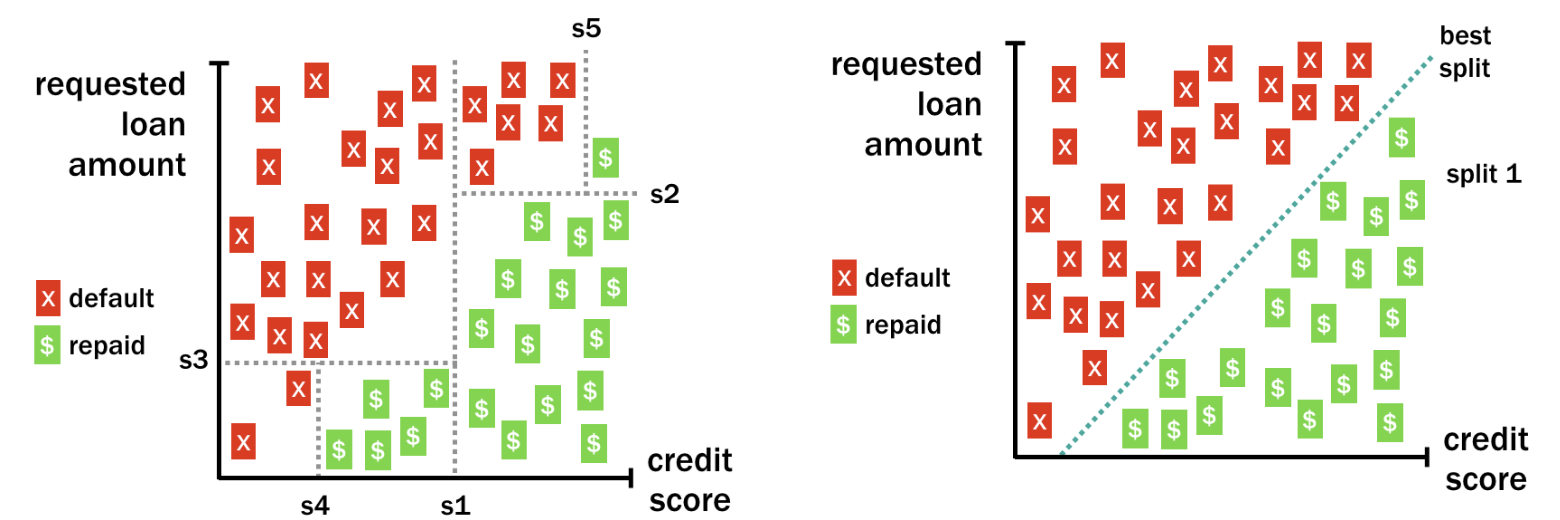 s5
requested
loan
amount
s2
default
repaid
s3
s4
s1
credit
score
best
split
requested
loan
amount
split 1
default
repaid
credit
score